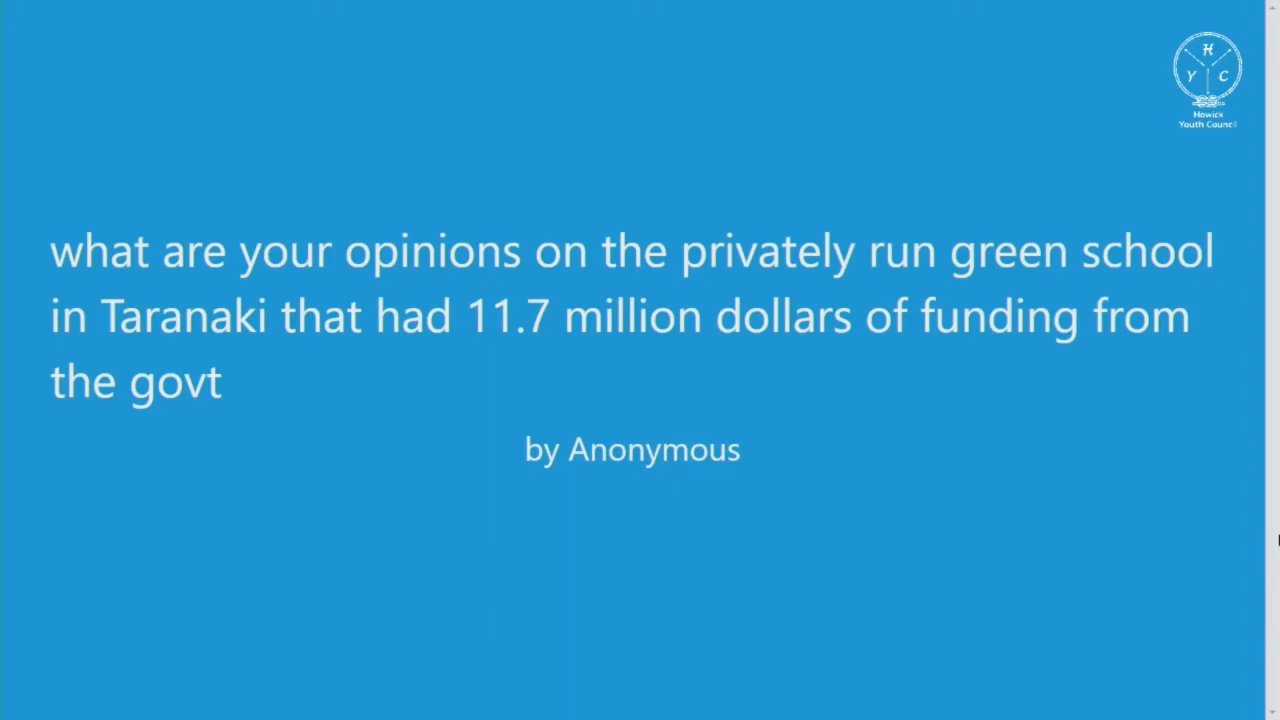 H
Y C
Howick
Youth Council
what are your opinions on the privately run green school
in Taranaki that had 11.7 million dollars of funding from
the govt
by Anonymous